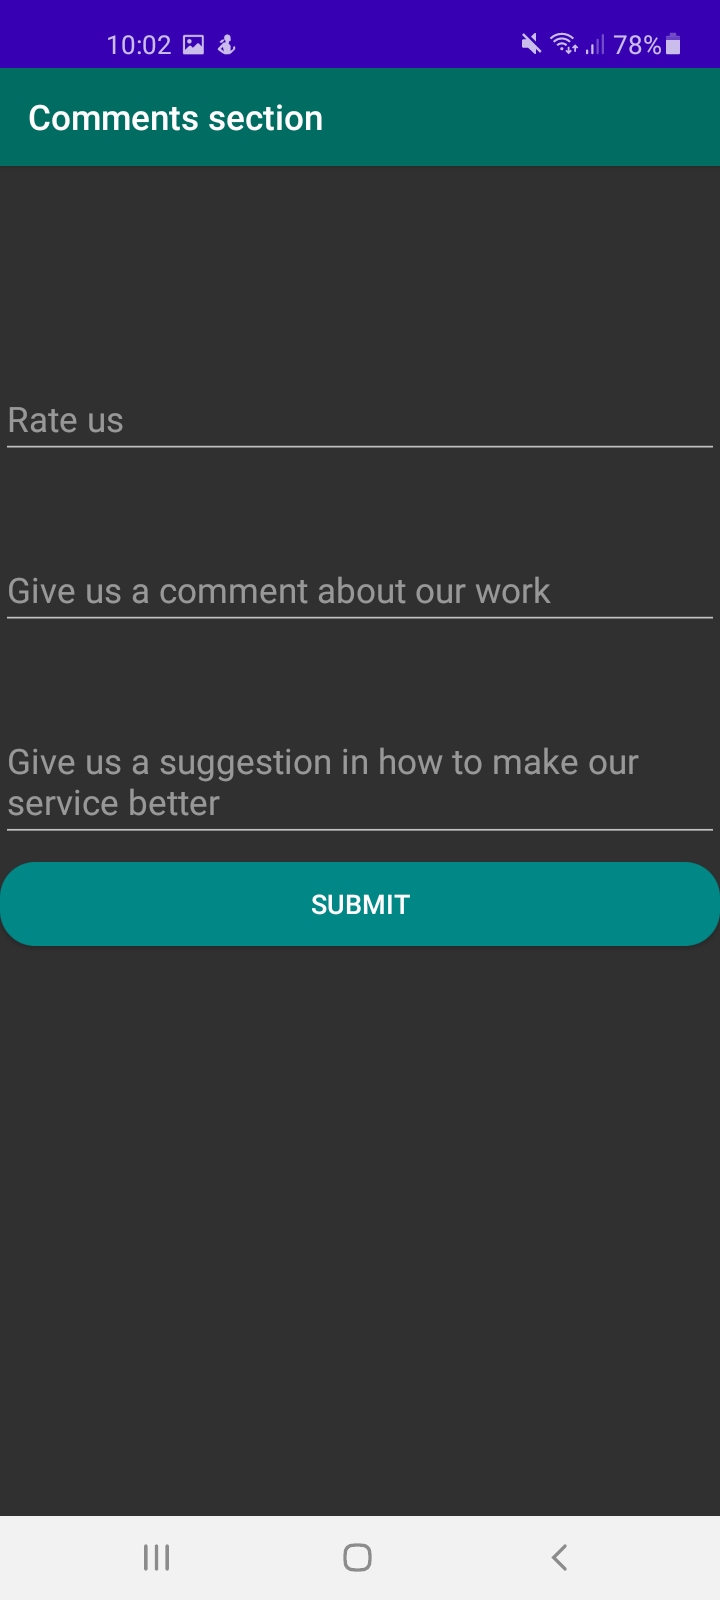 10:02
78%
Comments section
Rate us
Give us a comment about our work
Give us a suggestion in how to make our
service better
SUBMIT